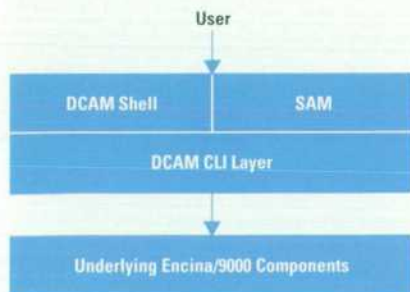 User
DCAM Shell
SAM
DCAM CLI Layer
Underlying Encina/9000 Components